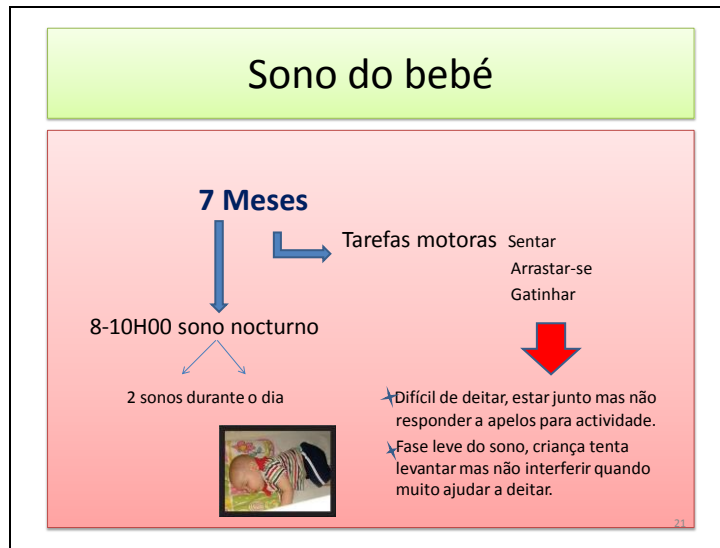 Sono do bebé
7 Meses
Tarefas motoras Sentar
Arrastar-se
Gatinhar
8-10H00 sono nocturno
2 sonos durante o dia
Difícil de deitar, estar junto mas não
responder a apelos para actividade.
Fase leve do sono, criança tenta
levantar mas não interferir quando
muito ajudar a deitar.
21